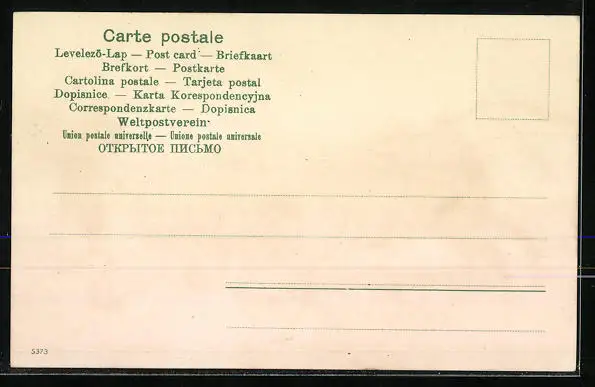 Carte postale
Levelező-Lap — Post card — Briefkaart
Brefkort — Postkarte
Cartolina postale — Tarjeta postal
Dopisnice — Karta Korespondencyjna
Correspondenzkarte — Dopisnica
Weltpostverein
Union postale universelle — Unione postale universale
ОТКРЫТОЕ ПИСЬМО
5373